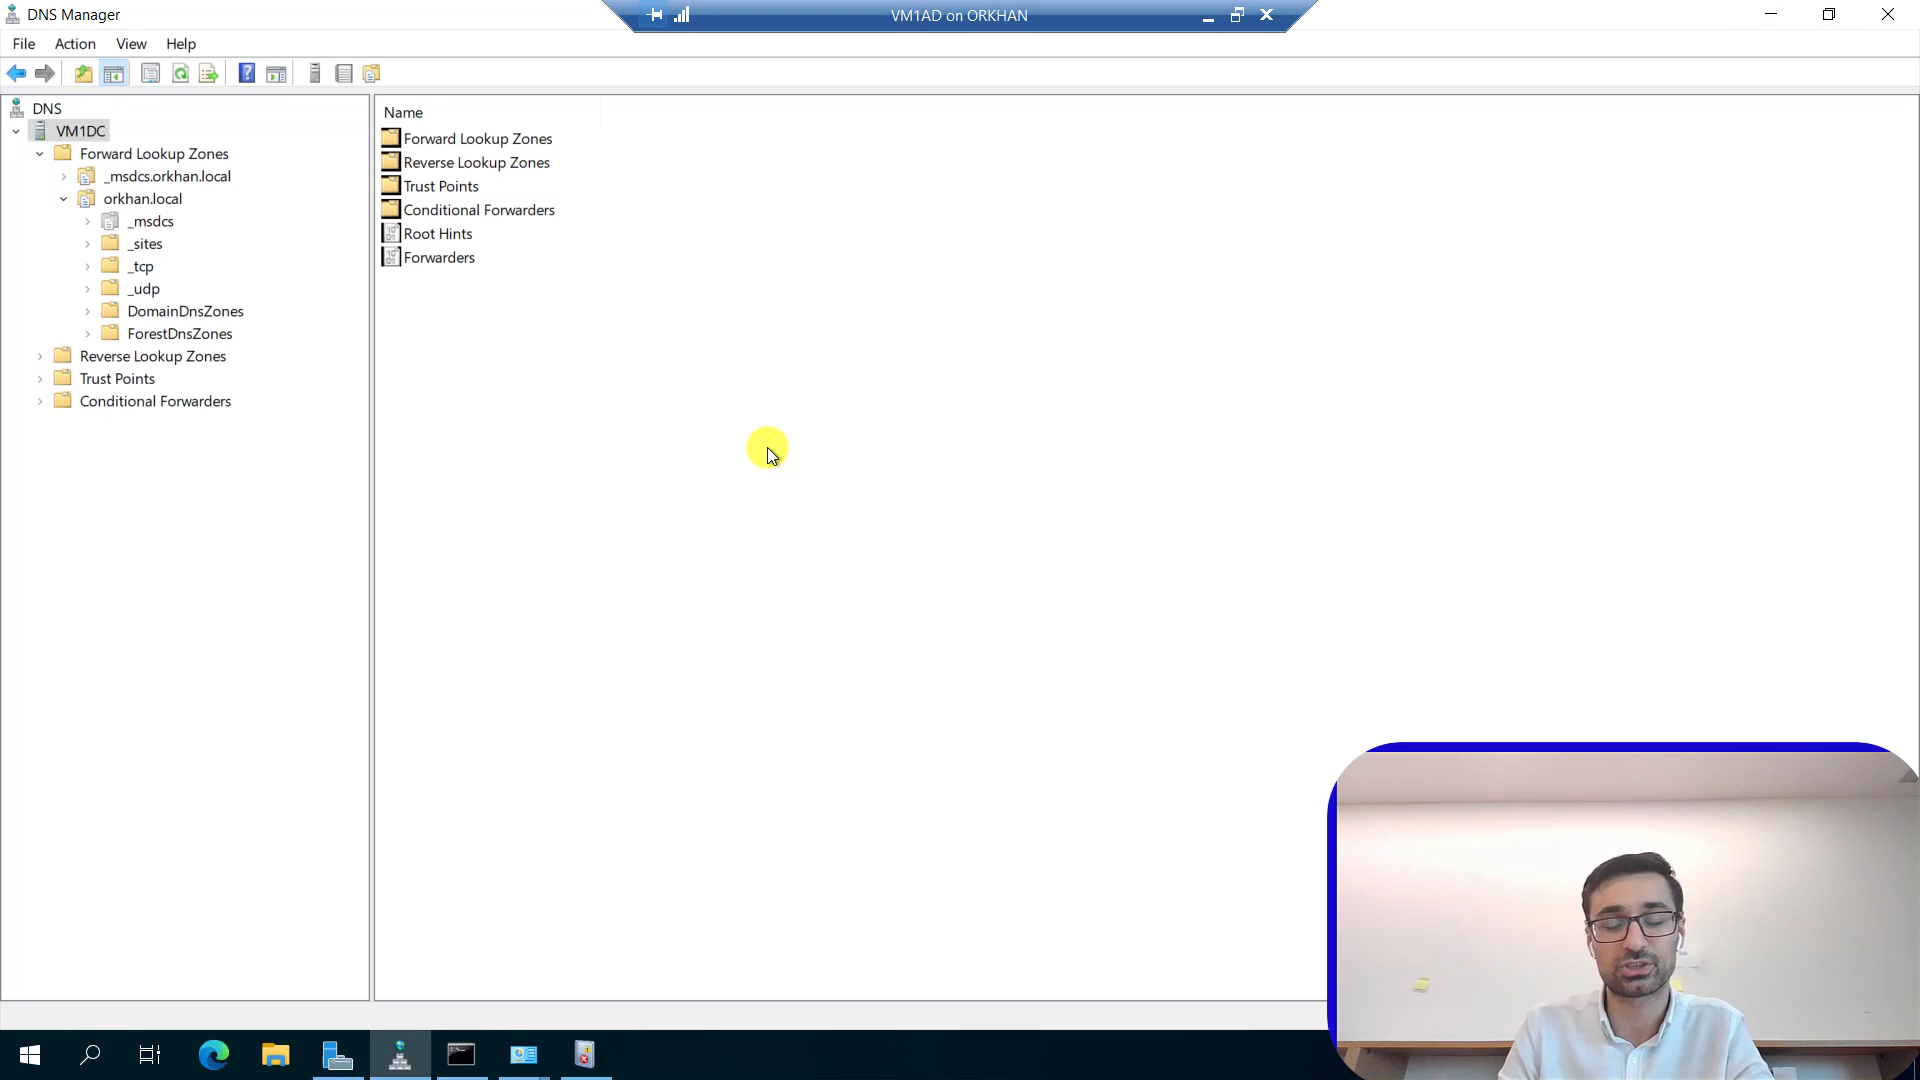 DNS Manager
VM1AD on ORKHAN
File Action View Help
DNS
VM1DC
Forward Lookup Zones
_msdcs.orkhan.local
orkhan.local
_msdcs
_sites
_tcp
_udp
DomainDnsZones
ForestDnsZones
Reverse Lookup Zones
Trust Points
Conditional Forwarders
Name
Forward Lookup Zones
Reverse Lookup Zones
Trust Points
Conditional Forwarders
Root Hints
Forwarders